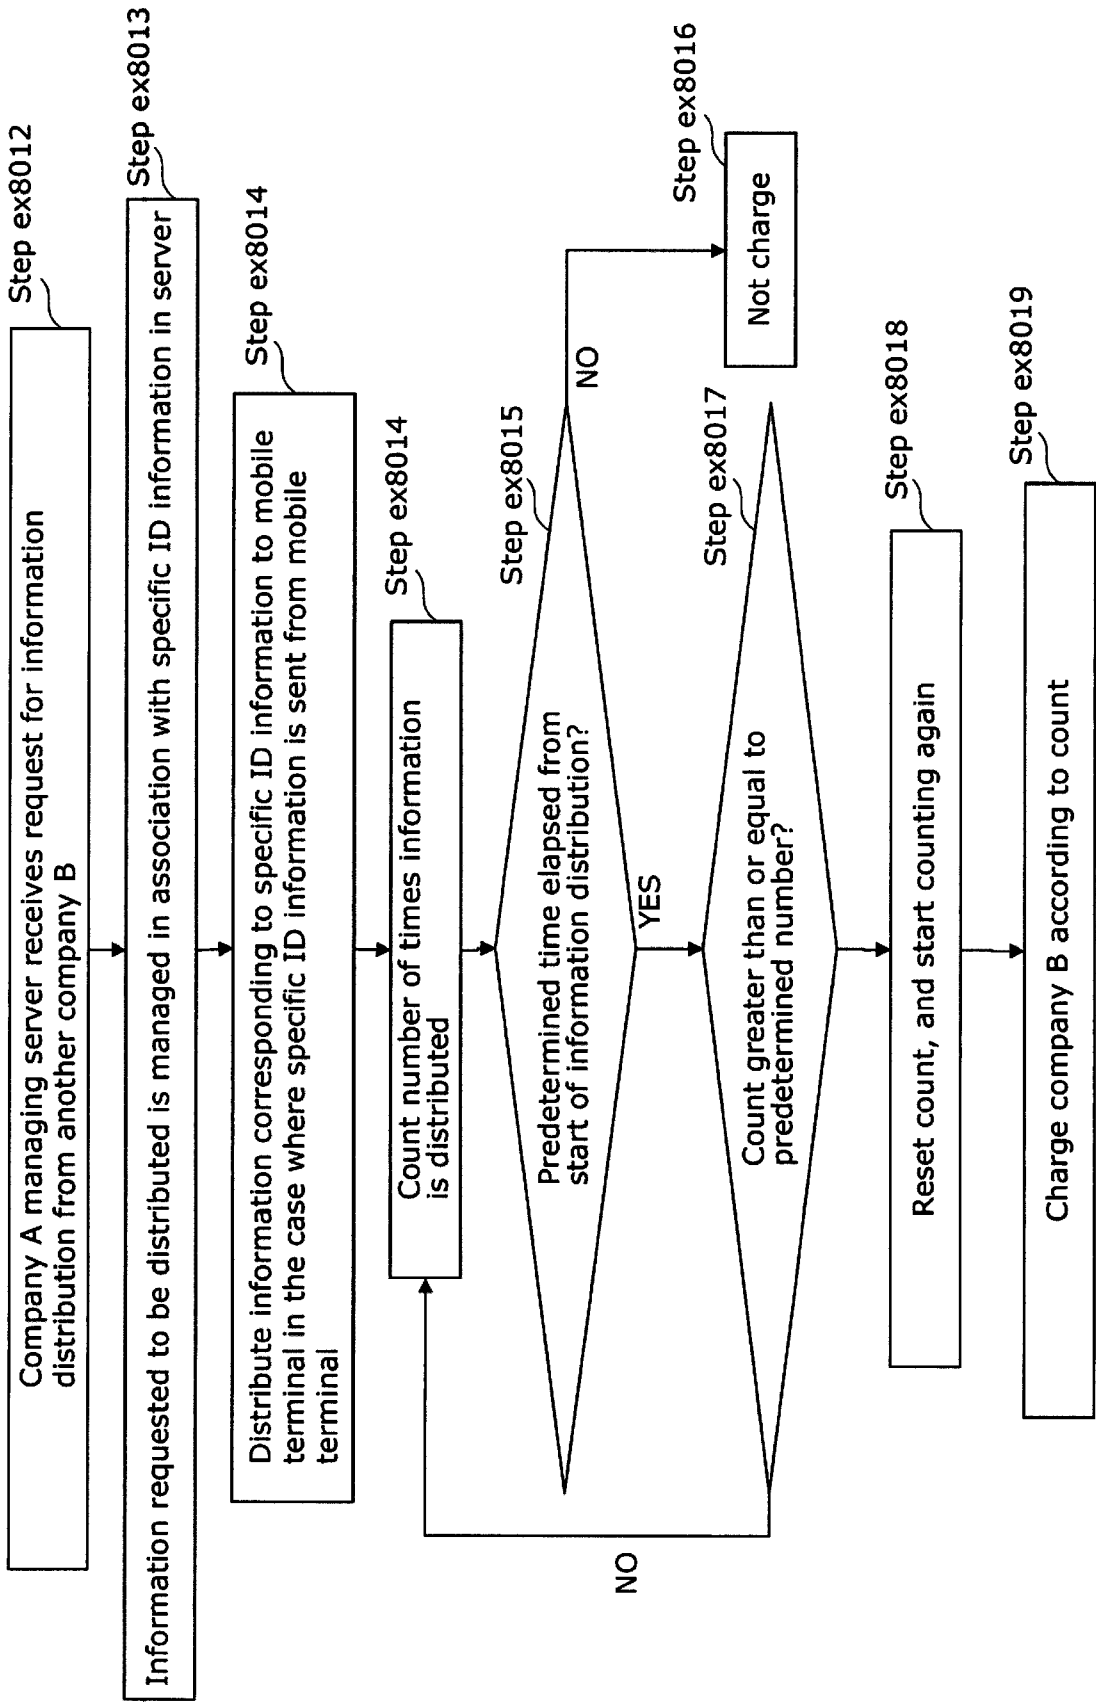 Step ex8012
Company A managing server receives request for information
distribution from another company B
Step ex8013
Information requested to be distributed is managed in association with specific ID information in server
Step ex8014
Distribute information corresponding to specific ID information to mobile
terminal in the case where specific ID information is sent from mobile
terminal
Step ex8014
Count number of times information
is distributed
Step ex8015
Predetermined time elapsed from
start of information distribution?
NO
Step ex8016
Not charge
YES
Step ex8017
Count greater than or equal to
predetermined number?
NO
Step ex8018
Reset count, and start counting again
Step ex8019
Charge company B according to count